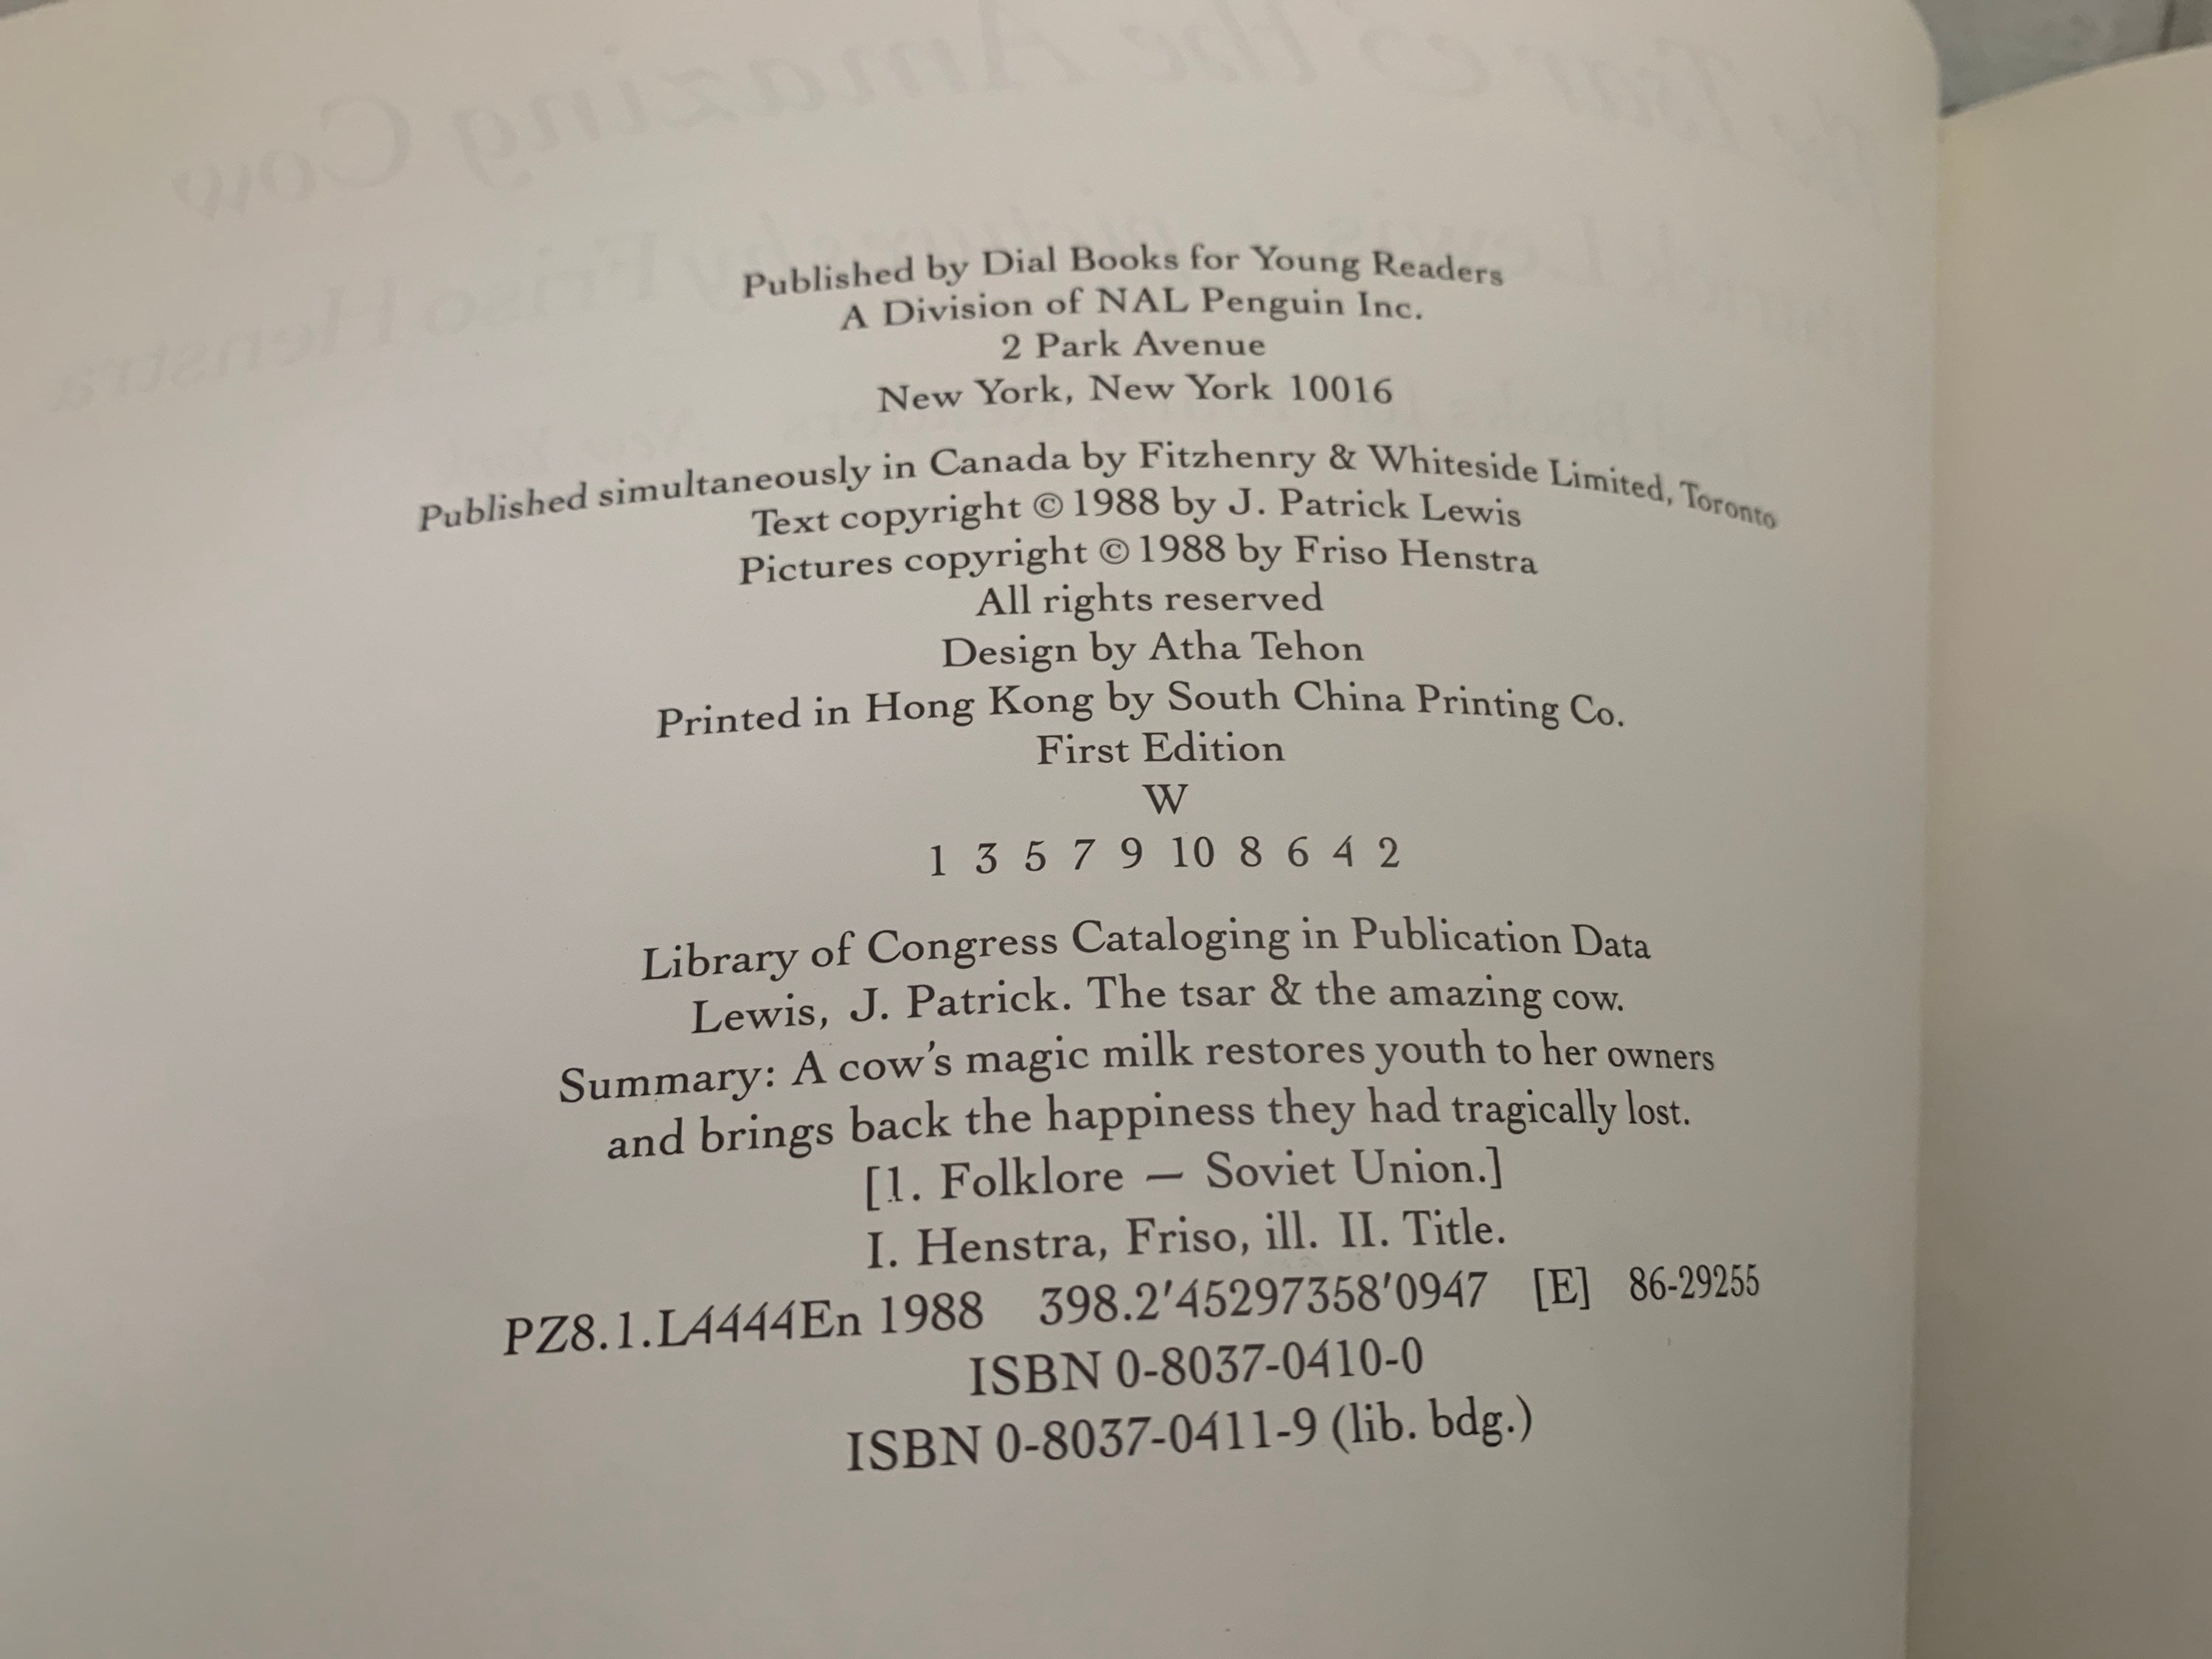 Published by Dial Books for Young Readers
A Division of NAL Penguin Inc.
2 Park Avenue
New York, New York 10016
Published simultaneously in Canada by Fitzhenry & Whiteside Limited, Toronto
Text copyright © 1988 by J. Patrick Lewis
Pictures copyright © 1988 by Friso Henstra
All rights reserved
Design by Atha Tehon
Printed in Hong Kong by South China Printing Co.
First Edition
W
1 3 5 7 9 10 8 6 4 2
Library of Congress Cataloging in Publication Data
Lewis, J. Patrick. The tsar & the amazing cow.
Summary: A cow's magic milk restores youth to her owners
and brings back the happiness they had tragically lost.
[1. Folklore — Soviet Union.]
I. Henstra, Friso, ill. II. Title.
PZ8.1.L4444En 1988 398.2'45297358'0947 [E] 86-29255
ISBN 0-8037-0410-0
ISBN 0-8037-0411-9 (lib. bdg.)